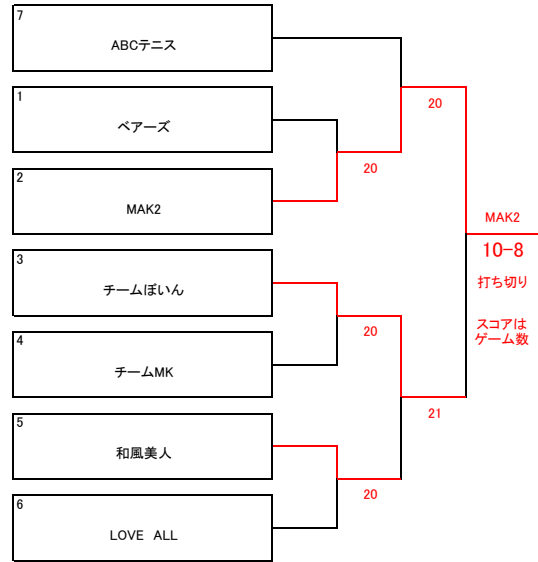 7
ABCテニス
1
ベアーズ
20
20
2
MAK2
MAK2
10-8
3
チームぽいん
打ち切り
20
スコアは
ゲーム数
4
チームMK
21
5
和風美人
20
6
LOVE ALL